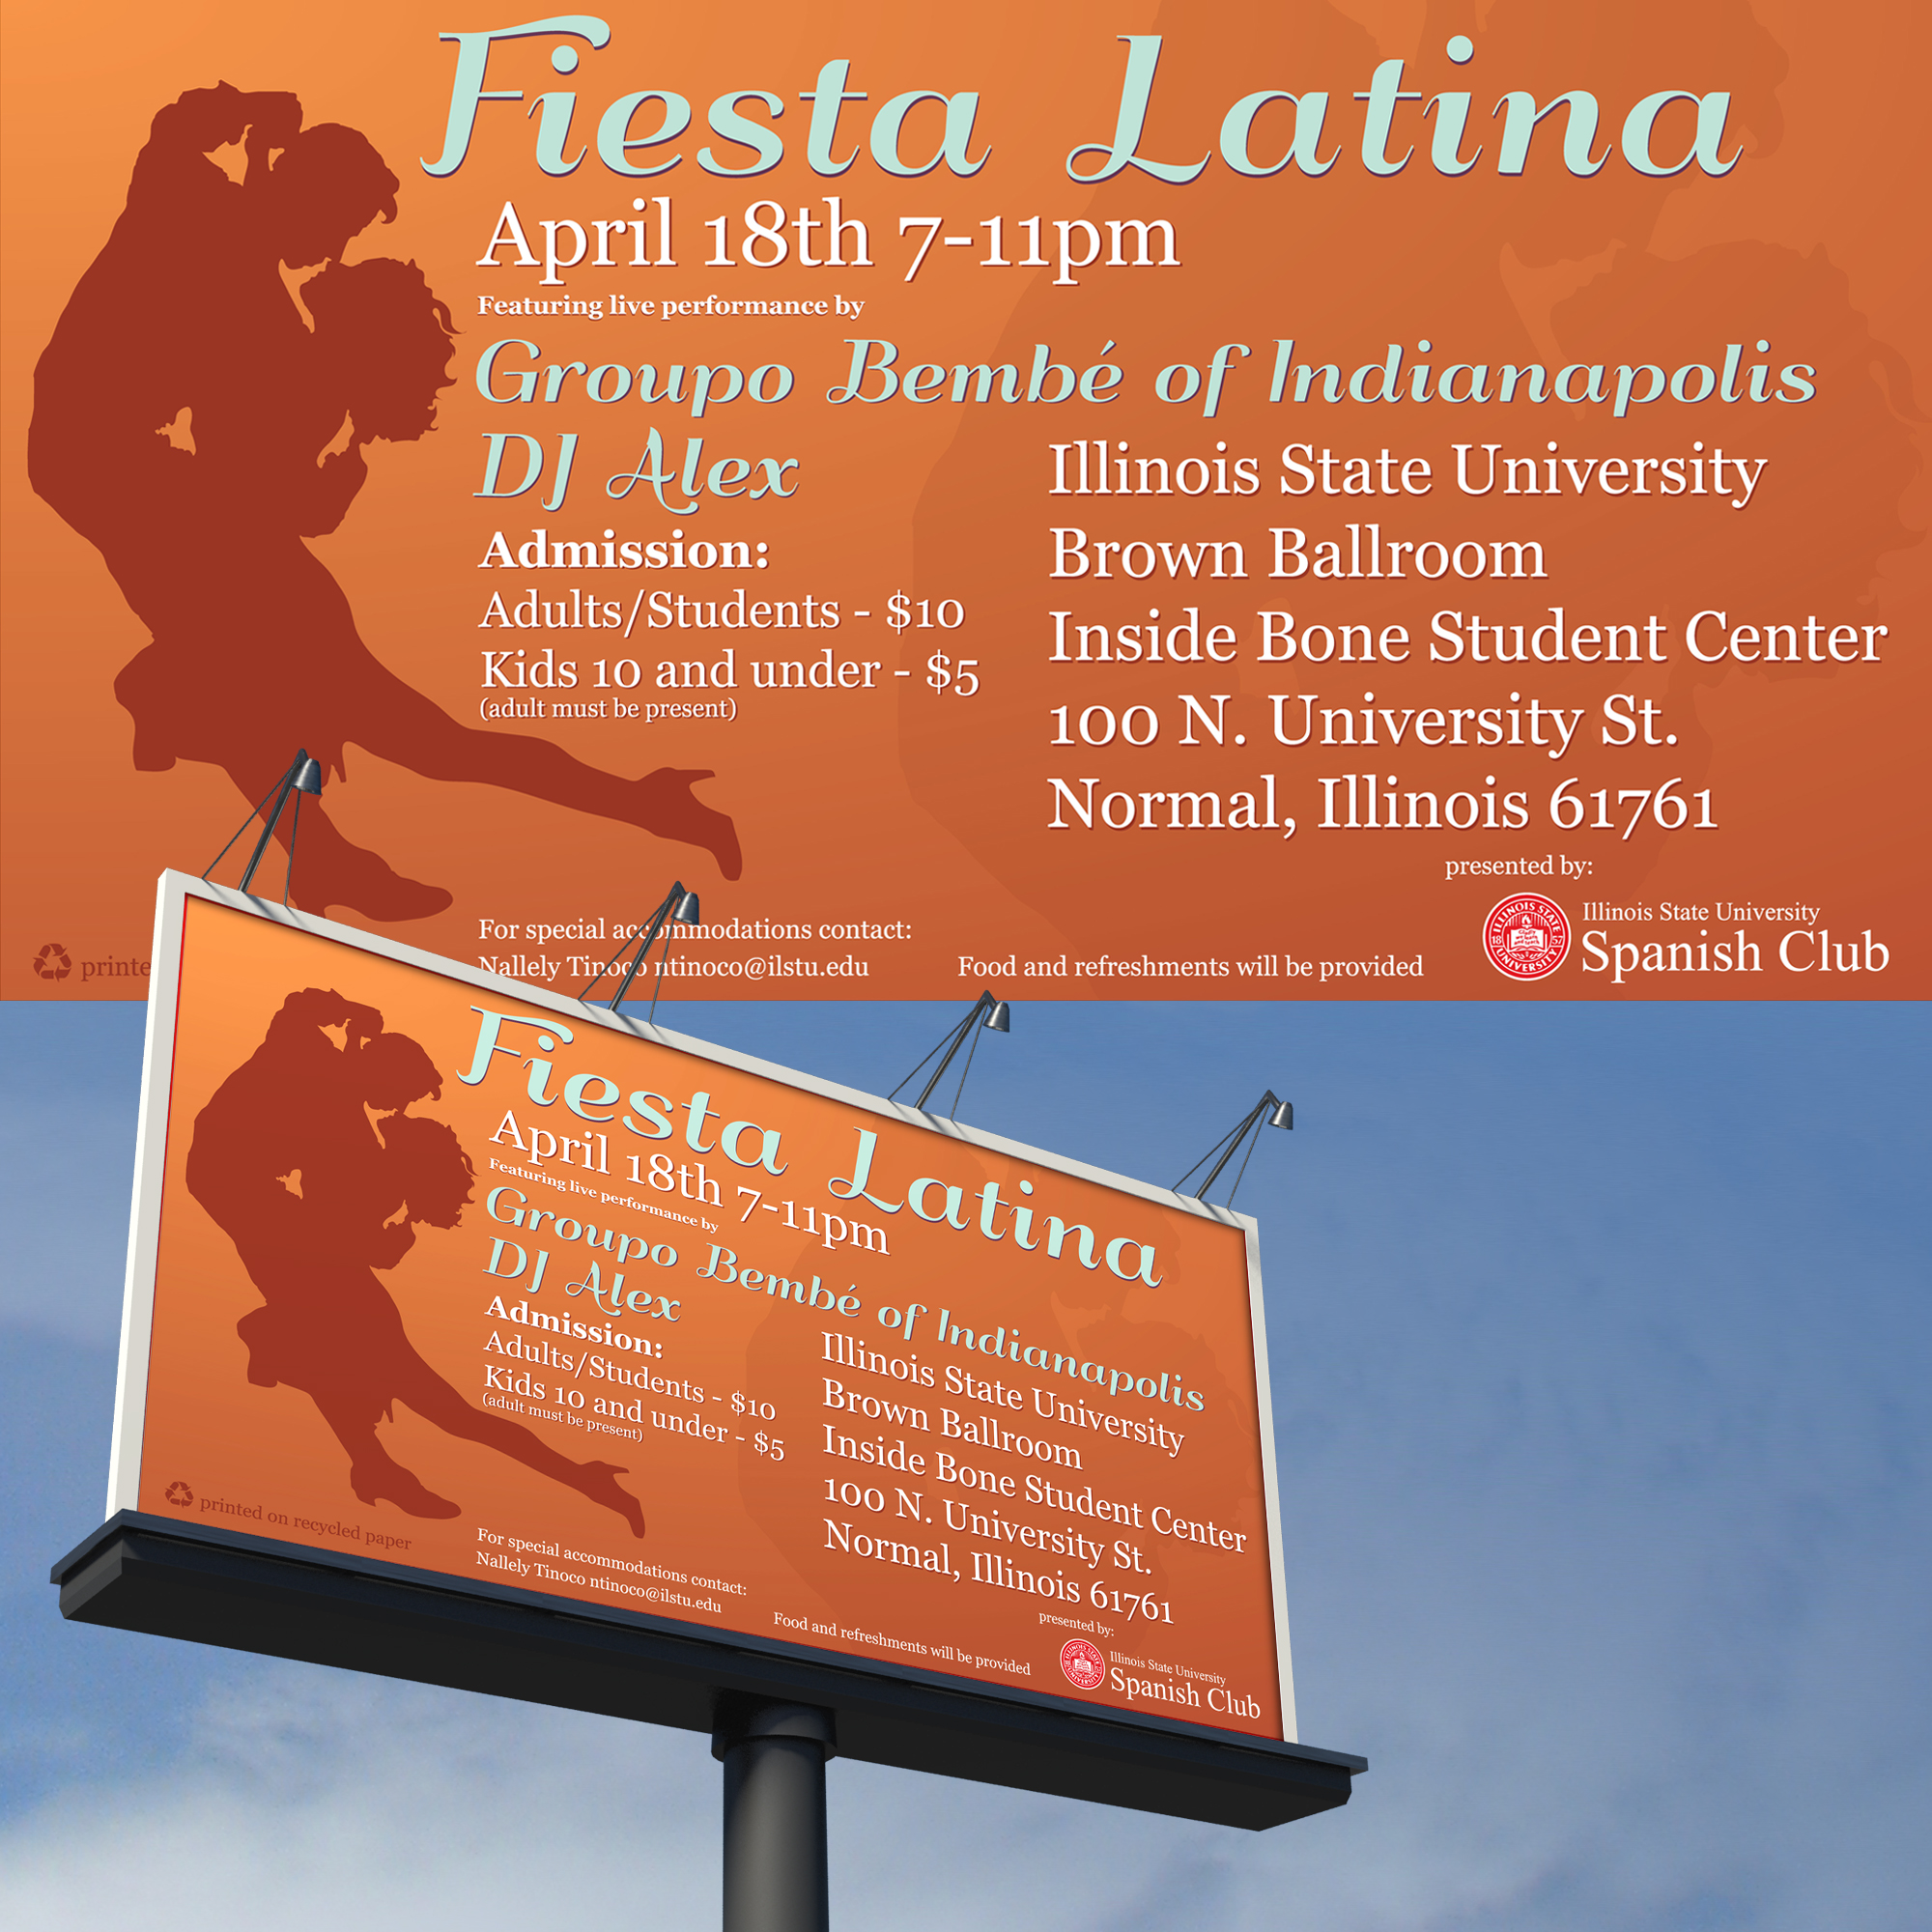 Fiesta Latina
April 18th 7-11pm
Featuring live performance by
Groupo Bembé of Indianapolis
DJ Alex
Admission:
Adults/Students - $10
Kids 10 and under - $5
(adult must be present)
Illinois State University
Brown Ballroom
Inside Bone Student Center
100 N. University St.
Normal, Illinois 61761
presented by:
ILLINOIS STATE UNIVERSITY
18 57
Illinois State University
Spanish Club
For special accommodations contact:
Nallely Tinoco ntinoco@ilstu.edu
Food and refreshments will be provided
printe
Fiesta Latina
April 18th 7-11pm
Featuring live performance by
Groupo Bembé of Indianapolis
DJ Alex
Admission:
Adults/Students - $10
Kids 10 and under - $5
(adult must be present)
Illinois State University
Brown Ballroom
Inside Bone Student Center
100 N. University St.
Normal, Illinois 61761
printed on recycled paper
For special accommodations contact:
Nallely Tinoco ntinoco@ilstu.edu
Food and refreshments will be provided
presented by:
Illinois State University
Spanish Club